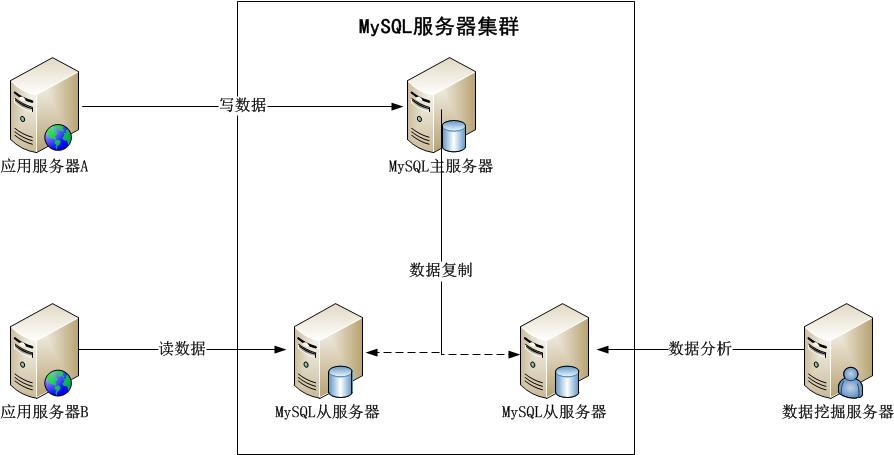 MySQL服务器集群
写数据
应用服务器A
MySQL主服务器
数据复制
读数据
数据分析
应用服务器B
MySQL从服务器
MySQL从服务器
数据挖掘服务器